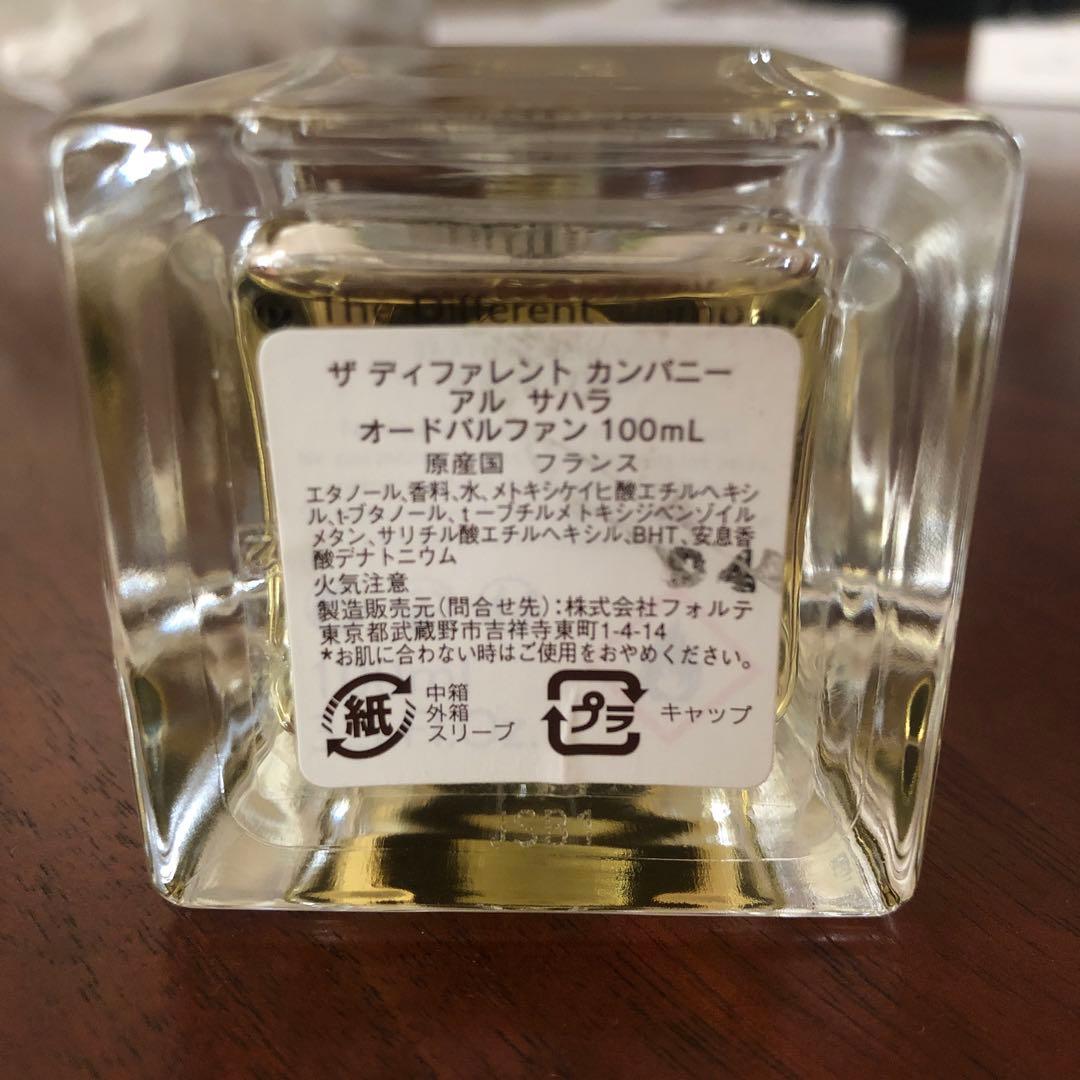 The Different
ザ ディファレント カンパニー
アル サハラ
オードパルファン 100mL
原産国 フランス
エタノール、香料、水、メトキシケイヒ酸エチルヘキシ
ル、t-ブタノール、t-ブチルメトキシジベンゾイル
メタン、サリチル酸エチルヘキシル、BHT、安息香
酸デナトニウム
火気注意
製造販売元(問合せ先):株式会社フォルテ
東京都武蔵野市吉祥寺東町1-4-14
*お肌に合わない時はご使用をおやめください。
紙 中箱
外箱
スリーブ
プラ キャップ